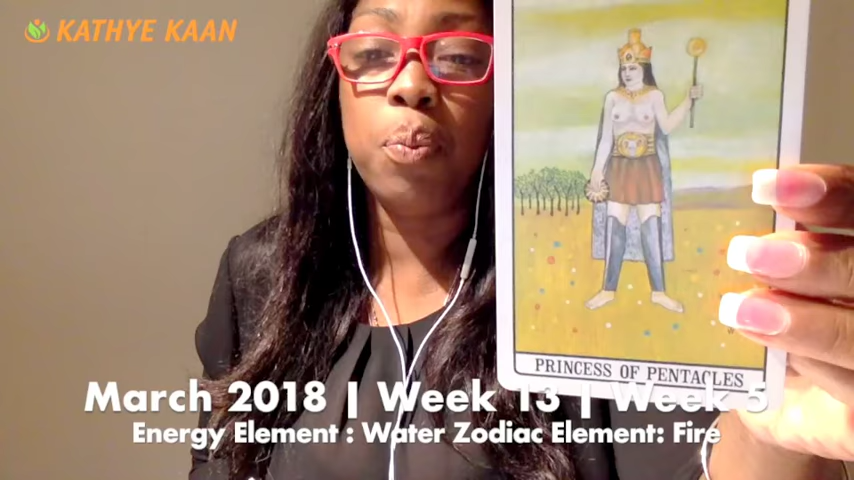 KATHYE KAAN
PRINCESS OF PENTACLES
March 2018 | Week 13 | Week 5
Energy Element : Water Zodiac Element: Fire